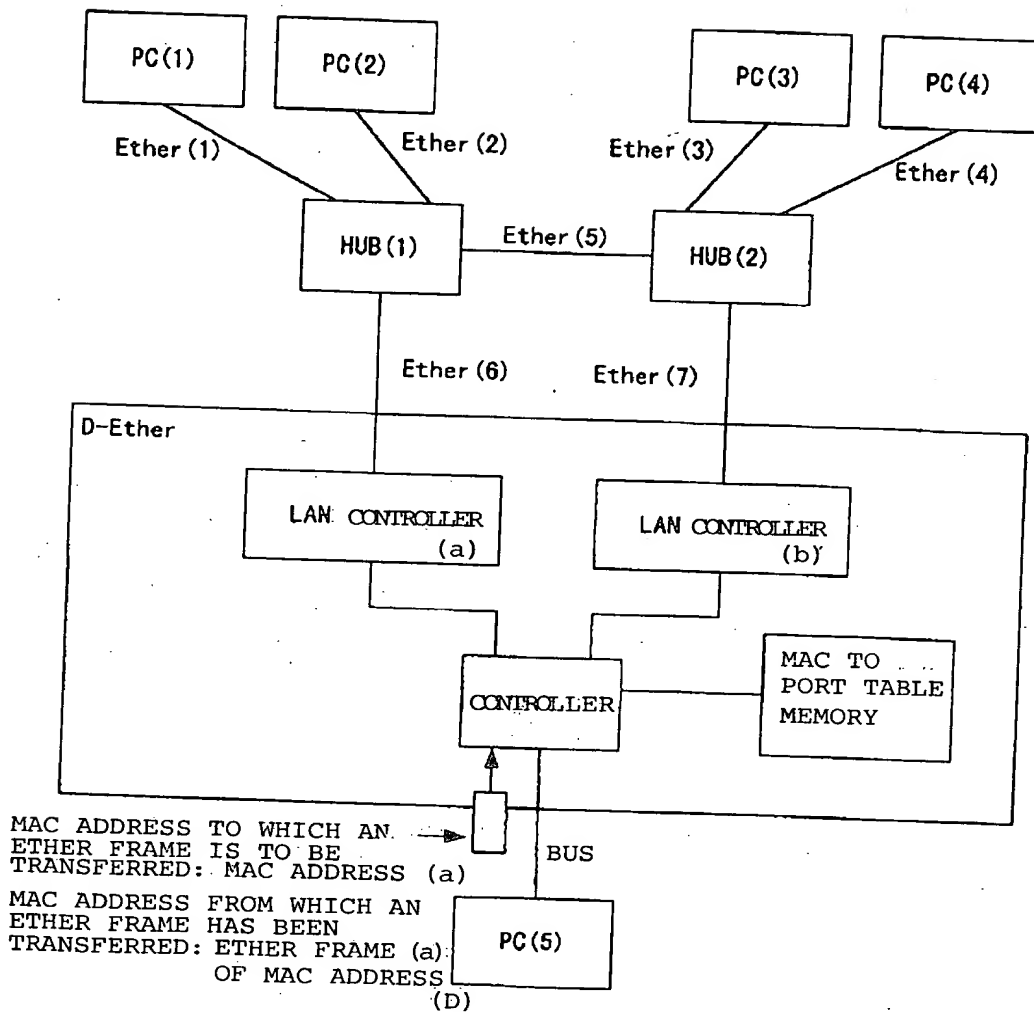 PC(1)
PC(2)
PC(3)
PC(4)
Ether(1)
Ether(2)
Ether(3)
Ether(4)
HUB(1)
Ether(5)
HUB(2)
Ether(6)
Ether(7)
D-Ether
LAN CONTROLLER
(a)
LAN CONTROLLER
(b)
CONTROLLER
MAC TO
PORT TABLE
MEMORY
MAC ADDRESS TO WHICH AN
ETHER FRAME IS TO BE
TRANSFERRED: MAC ADDRESS (a)
BUS
MAC ADDRESS FROM WHICH AN
ETHER FRAME HAS BEEN
TRANSFERRED: ETHER FRAME (a)
OF MAC ADDRESS
(D)
PC(5)